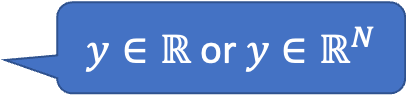 y ∈ ℝ or y ∈ ℝᴺ